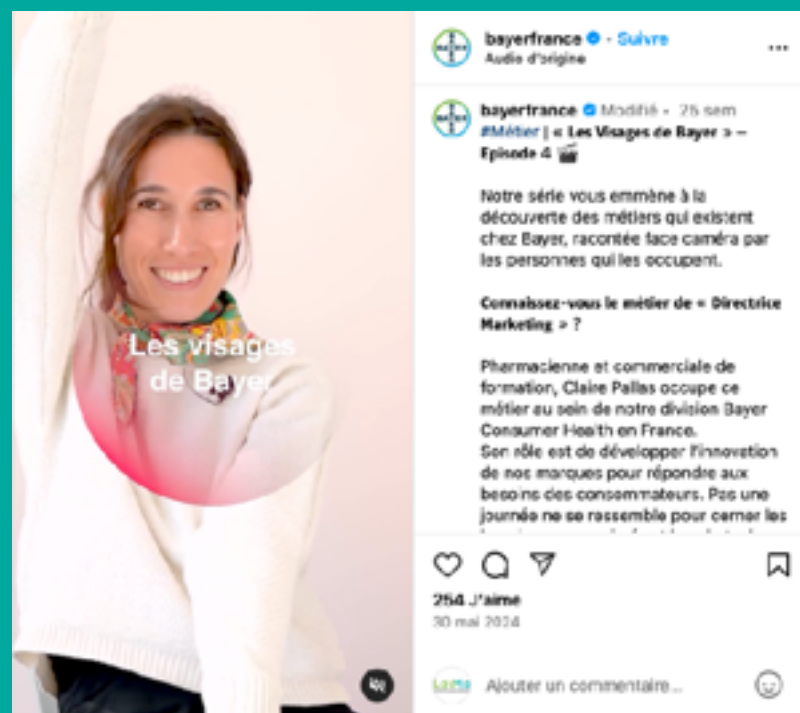 Les visages
de Bayer
bayerfrance · Suivre
Audio d'origine
bayerfrance Modifié · 25 sem
#Métier | « Les Visages de Bayer » –
Episode 4
Notre série vous emmène à la
découverte des métiers qui existent
chez Bayer, racontée face caméra par
les personnes qui les occupent.
Connaissez-vous le métier de « Directrice
Marketing » ?
Pharmacienne et commerciale de
formation, Claire Pallas occupe ce
métier au sein de notre division Bayer
Consumer Health en France.
Son rôle est de développer l'innovation
de nos marques pour répondre aux
besoins des consommateurs. Pas une
journée ne se ressemble pour cerner les
254 J'aime
30 mai 2024
Ajouter un commentaire...